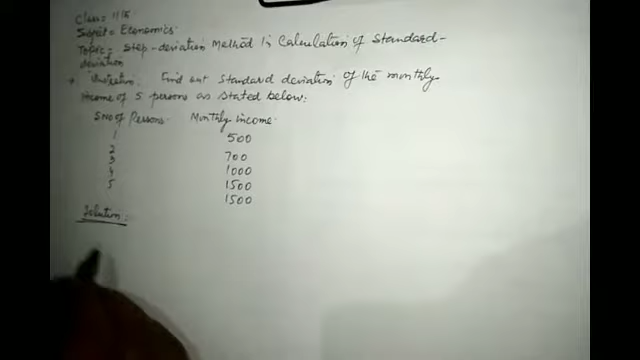 Class = 11th
Subject = Economics.
Topic = Step-deviation Method in Calculation of Standard-
deviation
* Illustration: Find out Standard deviation of the monthly
Income of 5 persons as stated below:
S.No of Persons. Monthly income.
1 500
2 700
3 1000
4 1500
5 1500
Solution: